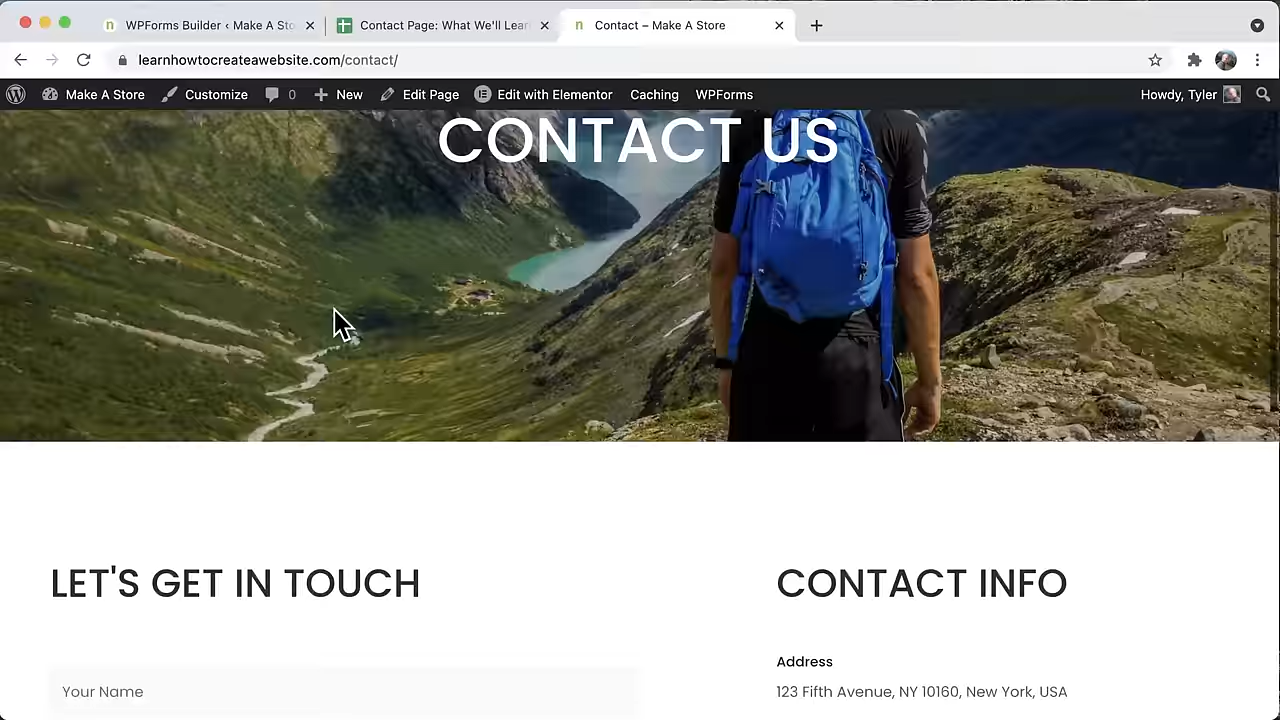 WPForms Builder ‹ Make A Sto
Contact Page: What We'll Lear
Contact – Make A Store
learnhowtocreateawebsite.com/contact/
Make A Store
Customize
0
New
Edit Page
Edit with Elementor
Caching
WPForms
Howdy, Tyler
CONTACT US
LET'S GET IN TOUCH
CONTACT INFO
Address
Your Name
123 Fifth Avenue, NY 10160, New York, USA